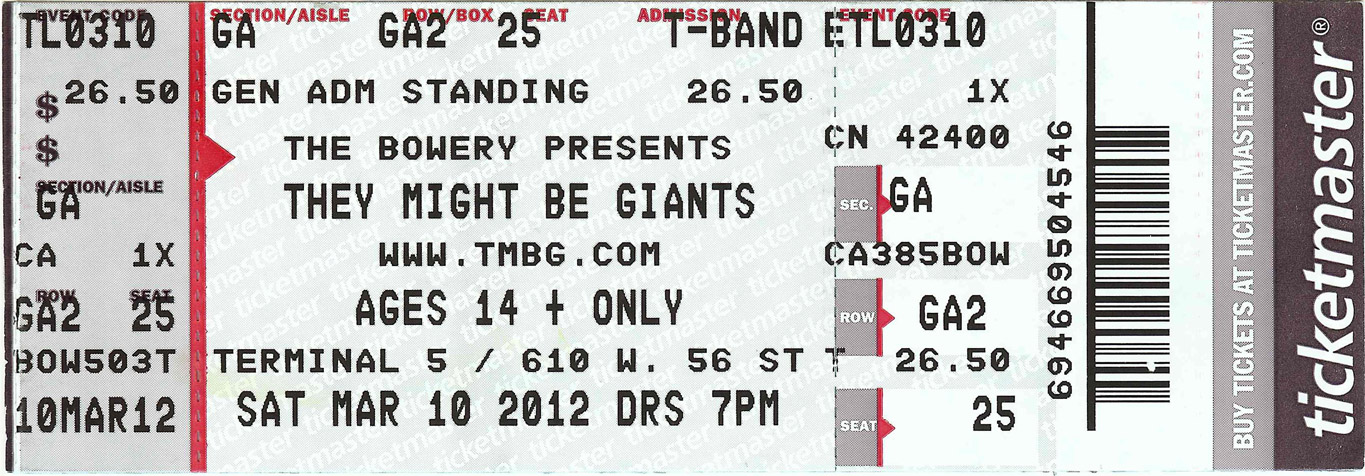 EVENT CODE SECTION/AISLE ROW/BOX SEAT ADMISSION EVENT CODE
TL0310 GA GA2 25 T-BAND ETL0310
$ 26.50 GEN ADM STANDING 26.50 1X
$ THE BOWERY PRESENTS CN 42400
SECTION/AISLE
GA THEY MIGHT BE GIANTS SEC. GA
CA 1X WWW.TMBG.COM CA385BOW
ROW SEAT
GA2 25 AGES 14 + ONLY ROW GA2
BOW503T TERMINAL 5 / 610 W. 56 ST T 26.50
10MAR12 SAT MAR 10 2012 DRS 7PM SEAT 25
694669504546
BUY TICKETS AT TICKETMASTER.COM
ticketmaster®